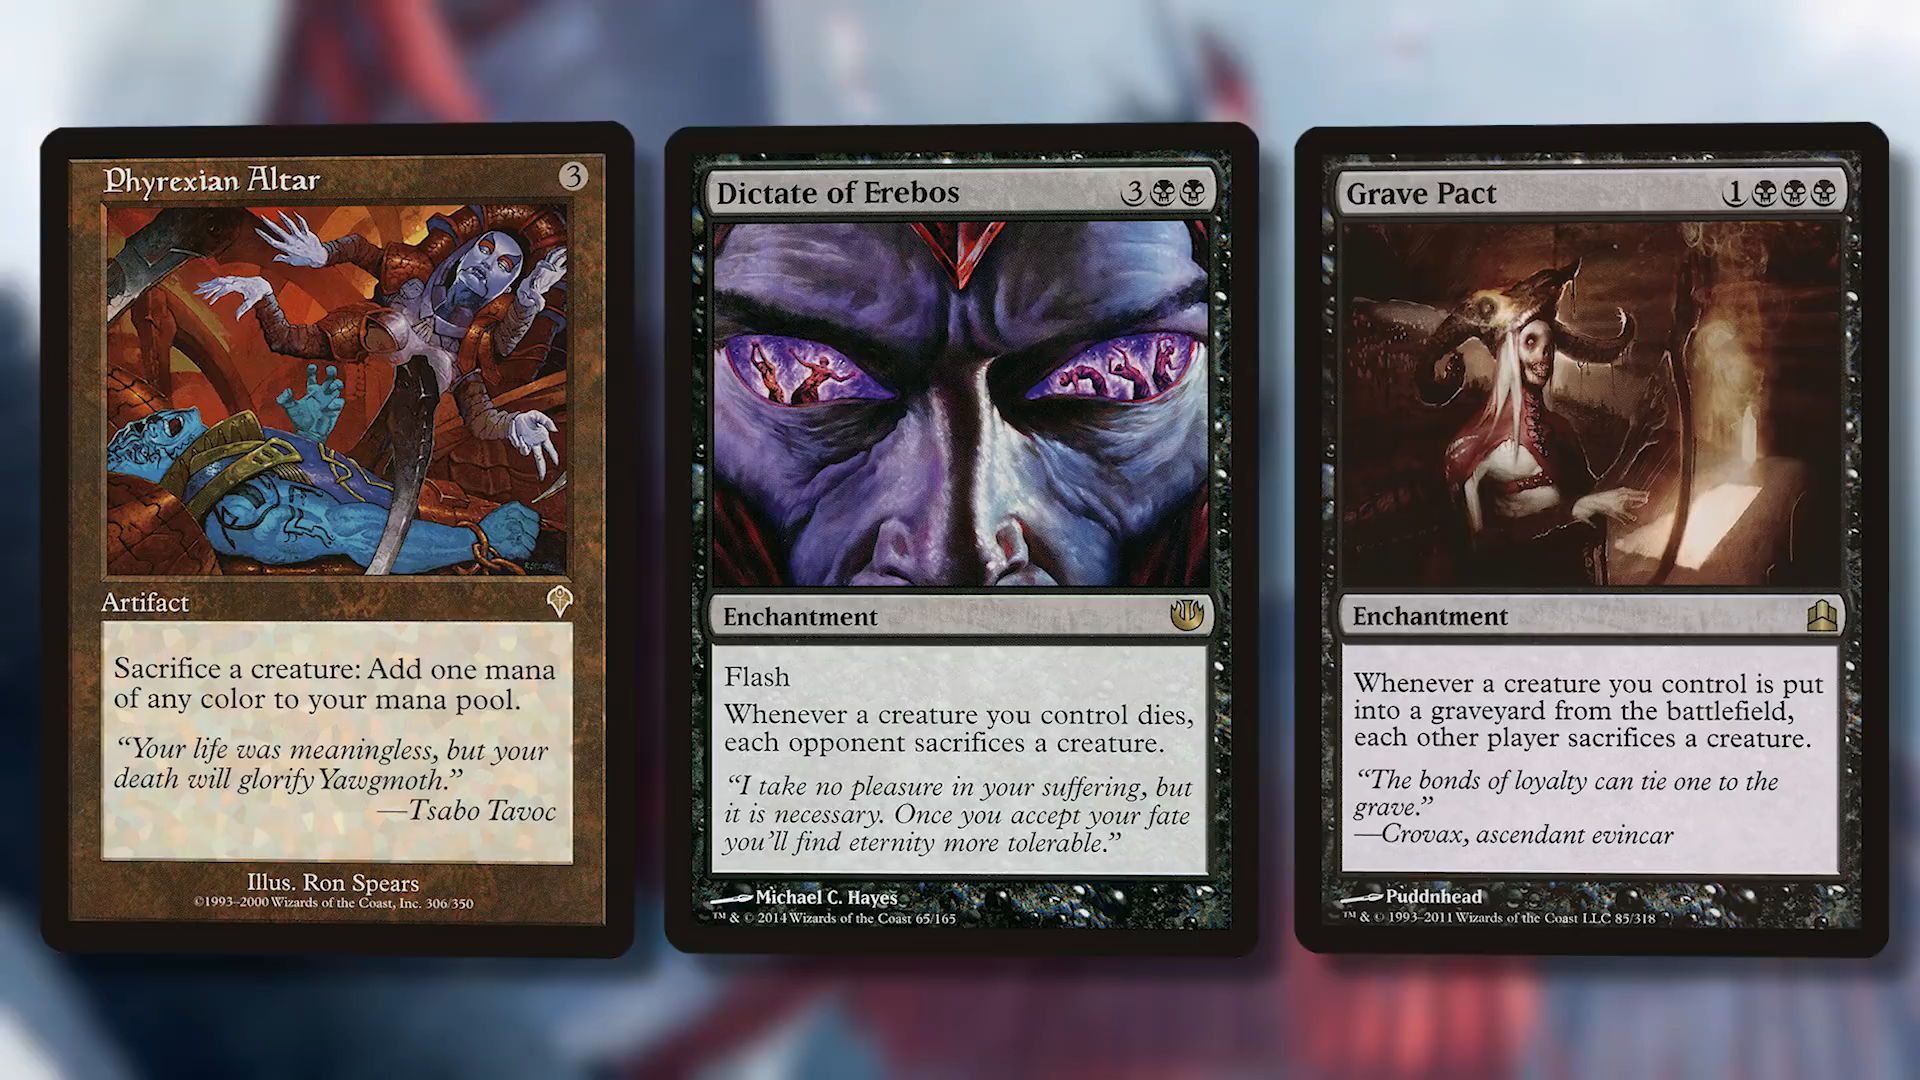 Phyrexian Altar 3
Artifact
Sacrifice a creature: Add one mana
of any color to your mana pool.
“Your life was meaningless, but your
death will glorify Yawgmoth.”
—Tsabo Tavoc
Illus. Ron Spears
©1993–2000 Wizards of the Coast, Inc. 306/350
Dictate of Erebos 3
Enchantment
Flash
Whenever a creature you control dies,
each opponent sacrifices a creature.
“I take no pleasure in your suffering, but
it is necessary. Once you accept your fate
you’ll find eternity more tolerable.”
Michael C. Hayes
™ & © 2014 Wizards of the Coast 65/165
Grave Pact 1
Enchantment
Whenever a creature you control is put
into a graveyard from the battlefield,
each other player sacrifices a creature.
“The bonds of loyalty can tie one to the
grave.”
—Crovax, ascendant evincar
Puddnhead
™ & © 1993–2011 Wizards of the Coast LLC 85/318